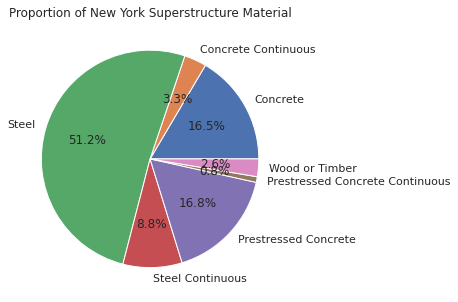 Proportion of New York Superstructure Material
Concrete Continuous
3.3%
Concrete
16.5%
Steel
51.2%
2.6%
Wood or Timber
0.8%
Prestressed Concrete Continuous
16.8%
Prestressed Concrete
8.8%
Steel Continuous